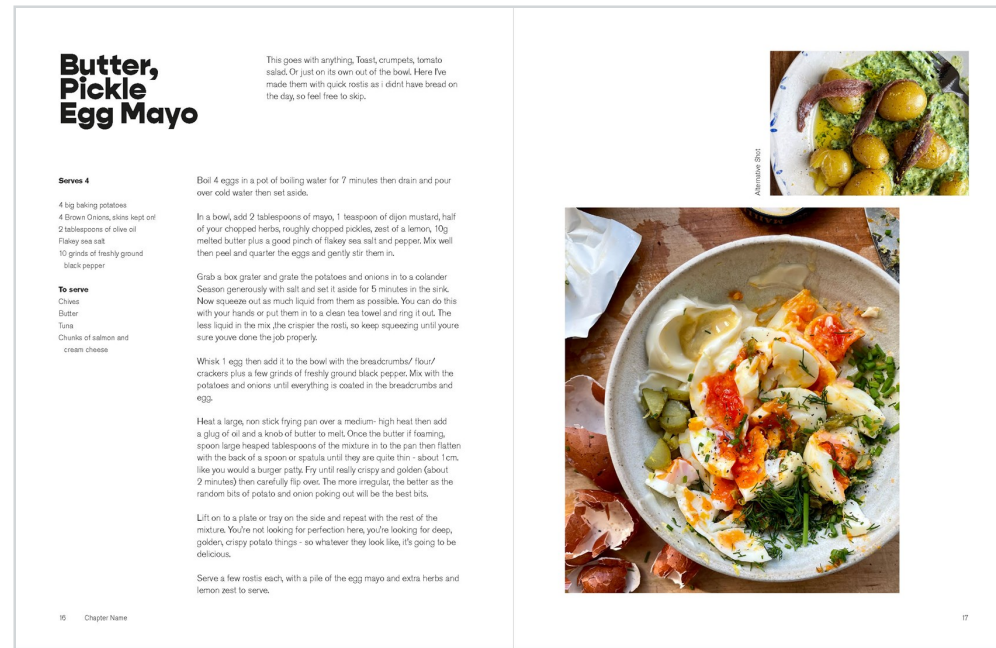 Butter,
Pickle
Egg Mayo
This goes with anything, Toast, crumpets, tomato
salad. Or just on its own out of the bowl. Here I've
made them with quick rostis as i didnt have bread on
the day, so feel free to skip.
Serves 4
4 big baking potatoes
4 Brown Onions, skins kept on!
2 tablespoons of olive oil
Flakey sea salt
10 grinds of freshly ground
black pepper
To serve
Chives
Butter
Tuna
Chunks of salmon and
cream cheese
Boil 4 eggs in a pot of boiling water for 7 minutes then drain and pour
over cold water then set aside.
In a bowl, add 2 tablespoons of mayo, 1 teaspoon of dijon mustard, half
of your chopped herbs, roughly chopped pickles, zest of a lemon, 10g
melted butter plus a good pinch of flakey sea salt and pepper. Mix well
then peel and quarter the eggs and gently stir them in.
Grab a box grater and grate the potatoes and onions in to a colander
Season generously with salt and set it aside for 5 minutes in the sink.
Now squeeze out as much liquid from them as possible. You can do this
with your hands or put them in to a clean tea towel and ring it out. The
less liquid in the mix ,the crispier the rosti, so keep squeezing until youre
sure youve done the job properly.
Whisk 1 egg then add it to the bowl with the breadcrumbs/ flour/
crackers plus a few grinds of freshly ground black pepper. Mix with the
potatoes and onions until everything is coated in the breadcrumbs and
egg.
Heat a large, non stick frying pan over a medium- high heat then add
a glug of oil and a knob of butter to melt. Once the butter if foaming,
spoon large heaped tablespoons of the mixture in to the pan then flatten
with the back of a spoon or spatula until they are quite thin - about 1cm.
like you would a burger patty. Fry until really crispy and golden (about
2 minutes) then carefully flip over. The more irregular, the better as the
random bits of potato and onion poking out will be the best bits.
Lift on to a plate or tray on the side and repeat with the rest of the
mixture. You're not looking for perfection here, you're looking for deep,
golden, crispy potato things - so whatever they look like, it's going to be
delicious.
Serve a few rostis each, with a pile of the egg mayo and extra herbs and
lemon zest to serve.
16 Chapter Name
Alternative Shot
17